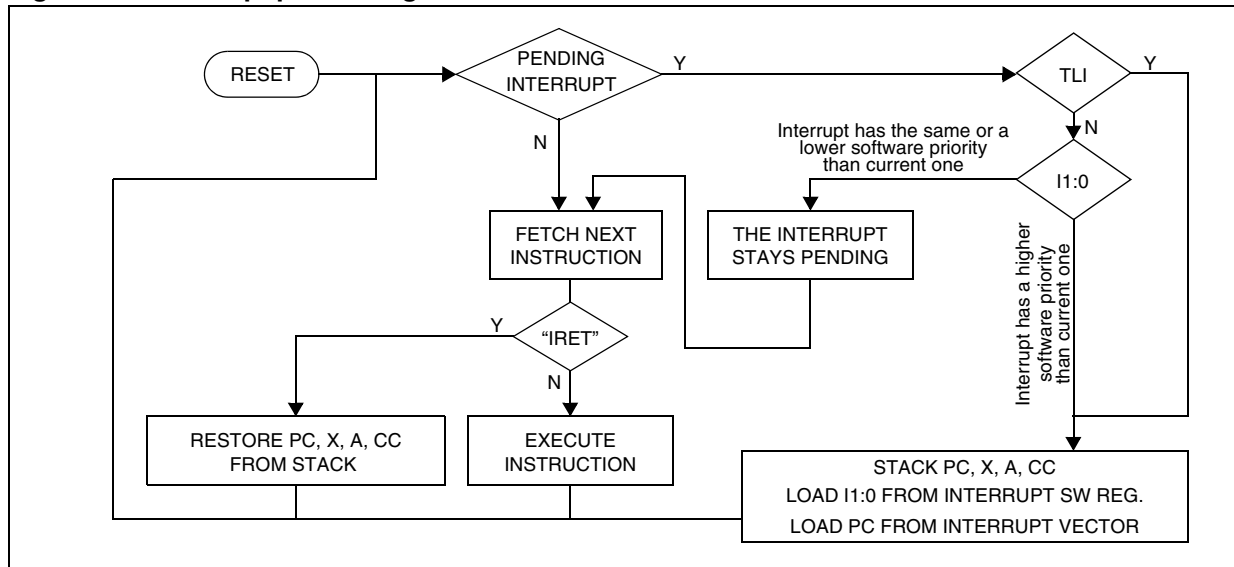 RESET
PENDING
INTERRUPT
Y
TLI
Y
N
N
Interrupt has the same or a
lower software priority
than current one
I1:0
FETCH NEXT
INSTRUCTION
THE INTERRUPT
STAYS PENDING
Interrupt has a higher
software priority
than current one
Y
“IRET”
N
RESTORE PC, X, A, CC
FROM STACK
EXECUTE
INSTRUCTION
STACK PC, X, A, CC
LOAD I1:0 FROM INTERRUPT SW REG.
LOAD PC FROM INTERRUPT VECTOR